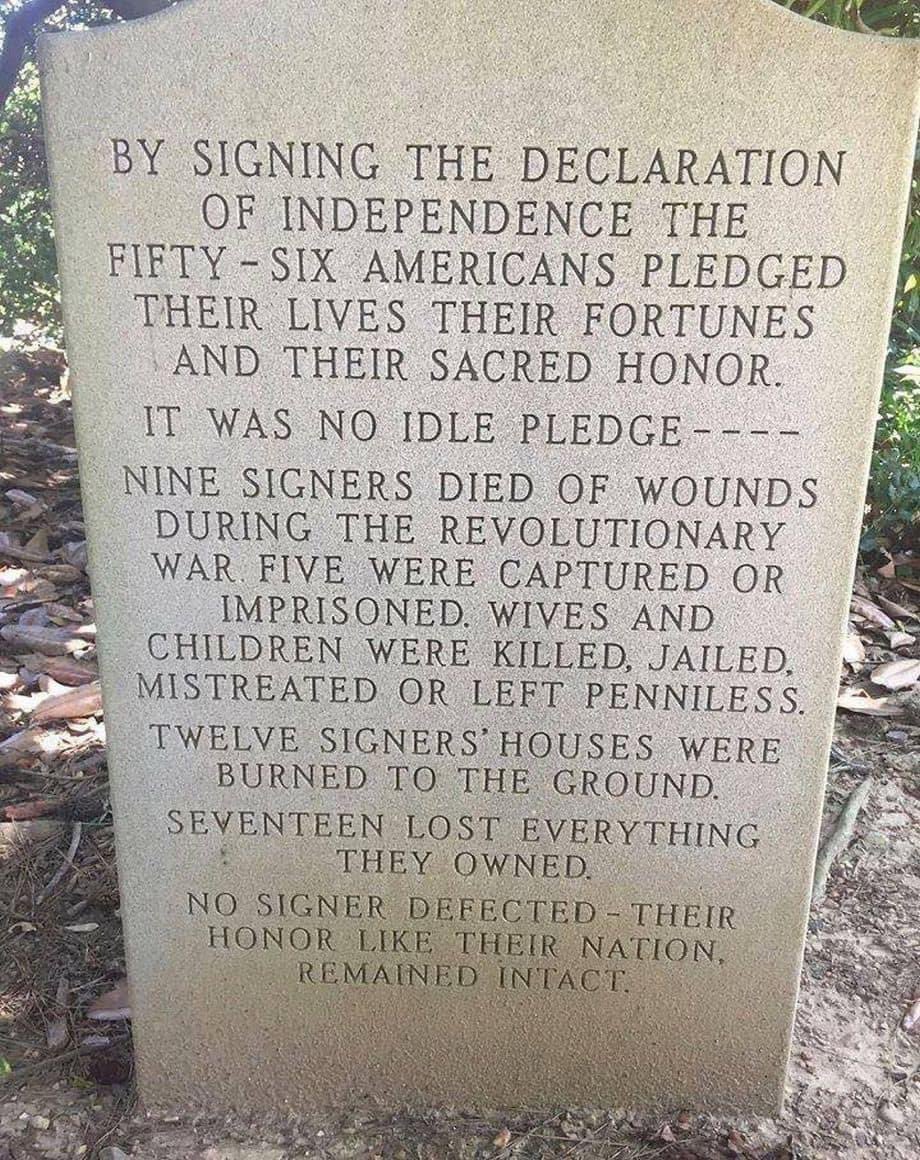 BY SIGNING THE DECLARATION
OF INDEPENDENCE THE
FIFTY-SIX AMERICANS PLEDGED
THEIR LIVES THEIR FORTUNES
AND THEIR SACRED HONOR.
IT WAS NO IDLE PLEDGE----
NINE SIGNERS DIED OF WOUNDS
DURING THE REVOLUTIONARY
WAR. FIVE WERE CAPTURED OR
IMPRISONED. WIVES AND
CHILDREN WERE KILLED, JAILED,
MISTREATED OR LEFT PENNILESS.
TWELVE SIGNERS' HOUSES WERE
BURNED TO THE GROUND.
SEVENTEEN LOST EVERYTHING
THEY OWNED.
NO SIGNER DEFECTED - THEIR
HONOR LIKE THEIR NATION,
REMAINED INTACT.